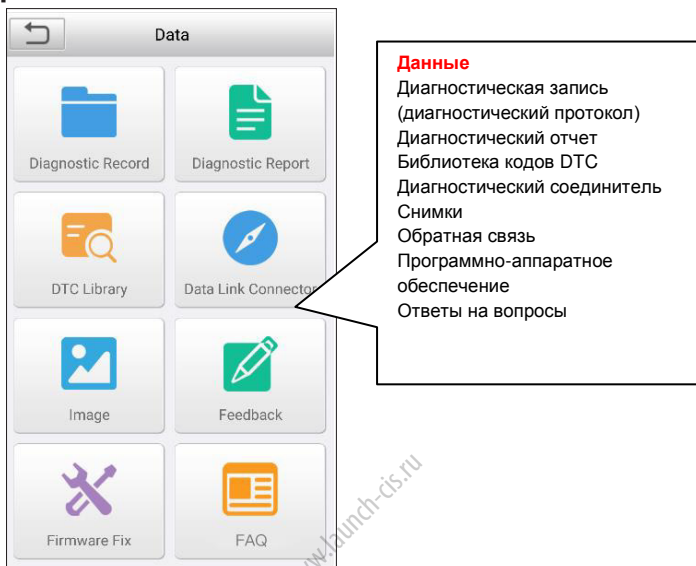 Data
Diagnostic Record
Diagnostic Report
DTC Library
Data Link Connector
Image
Feedback
Firmware Fix
FAQ
Данные
Диагностическая запись
(диагностический протокол)
Диагностический отчет
Библиотека кодов DTC
Диагностический соединитель
Снимки
Обратная связь
Программно-аппаратное
обеспечение
Ответы на вопросы
www.launch-cis.ru